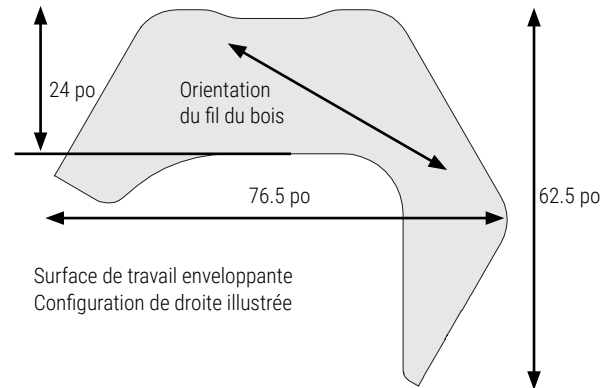 24 po
Orientation
du fil du bois
76.5 po
62.5 po
Surface de travail enveloppante
Configuration de droite illustrée